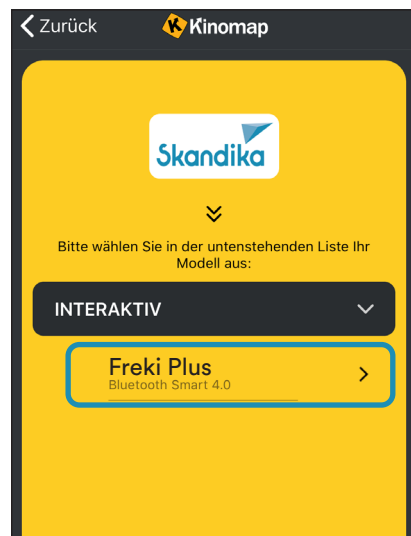 Zurück
Kinomap
Skandika
Bitte wählen Sie in der untenstehenden Liste Ihr
Modell aus:
INTERAKTIV
Freki Plus
Bluetooth Smart 4.0